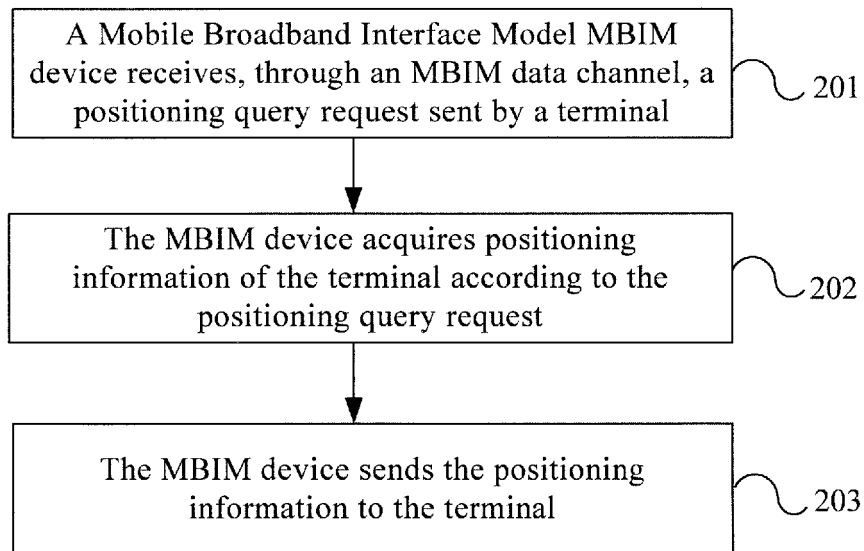 A Mobile Broadband Interface Model MBIM
device receives, through an MBIM data channel, a
positioning query request sent by a terminal
201
The MBIM device acquires positioning
information of the terminal according to the
positioning query request
202
The MBIM device sends the positioning
information to the terminal
203